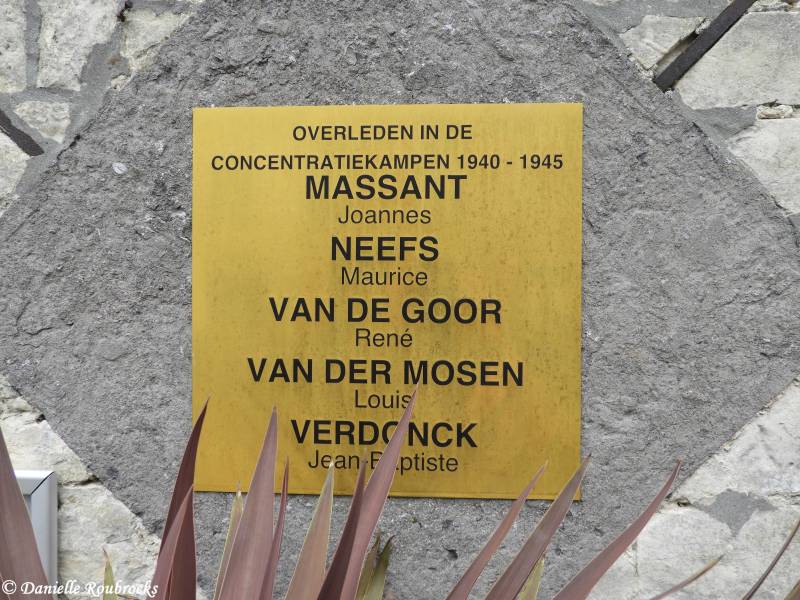 OVERLEDEN IN DE
CONCENTRATIEKAMPEN 1940 - 1945
MASSANT
Joannes
NEEFS
Maurice
VAN DE GOOR
René
VAN DER MOSEN
Louis
VERDONCK
Jean-Baptiste
© Danielle Roubrocks